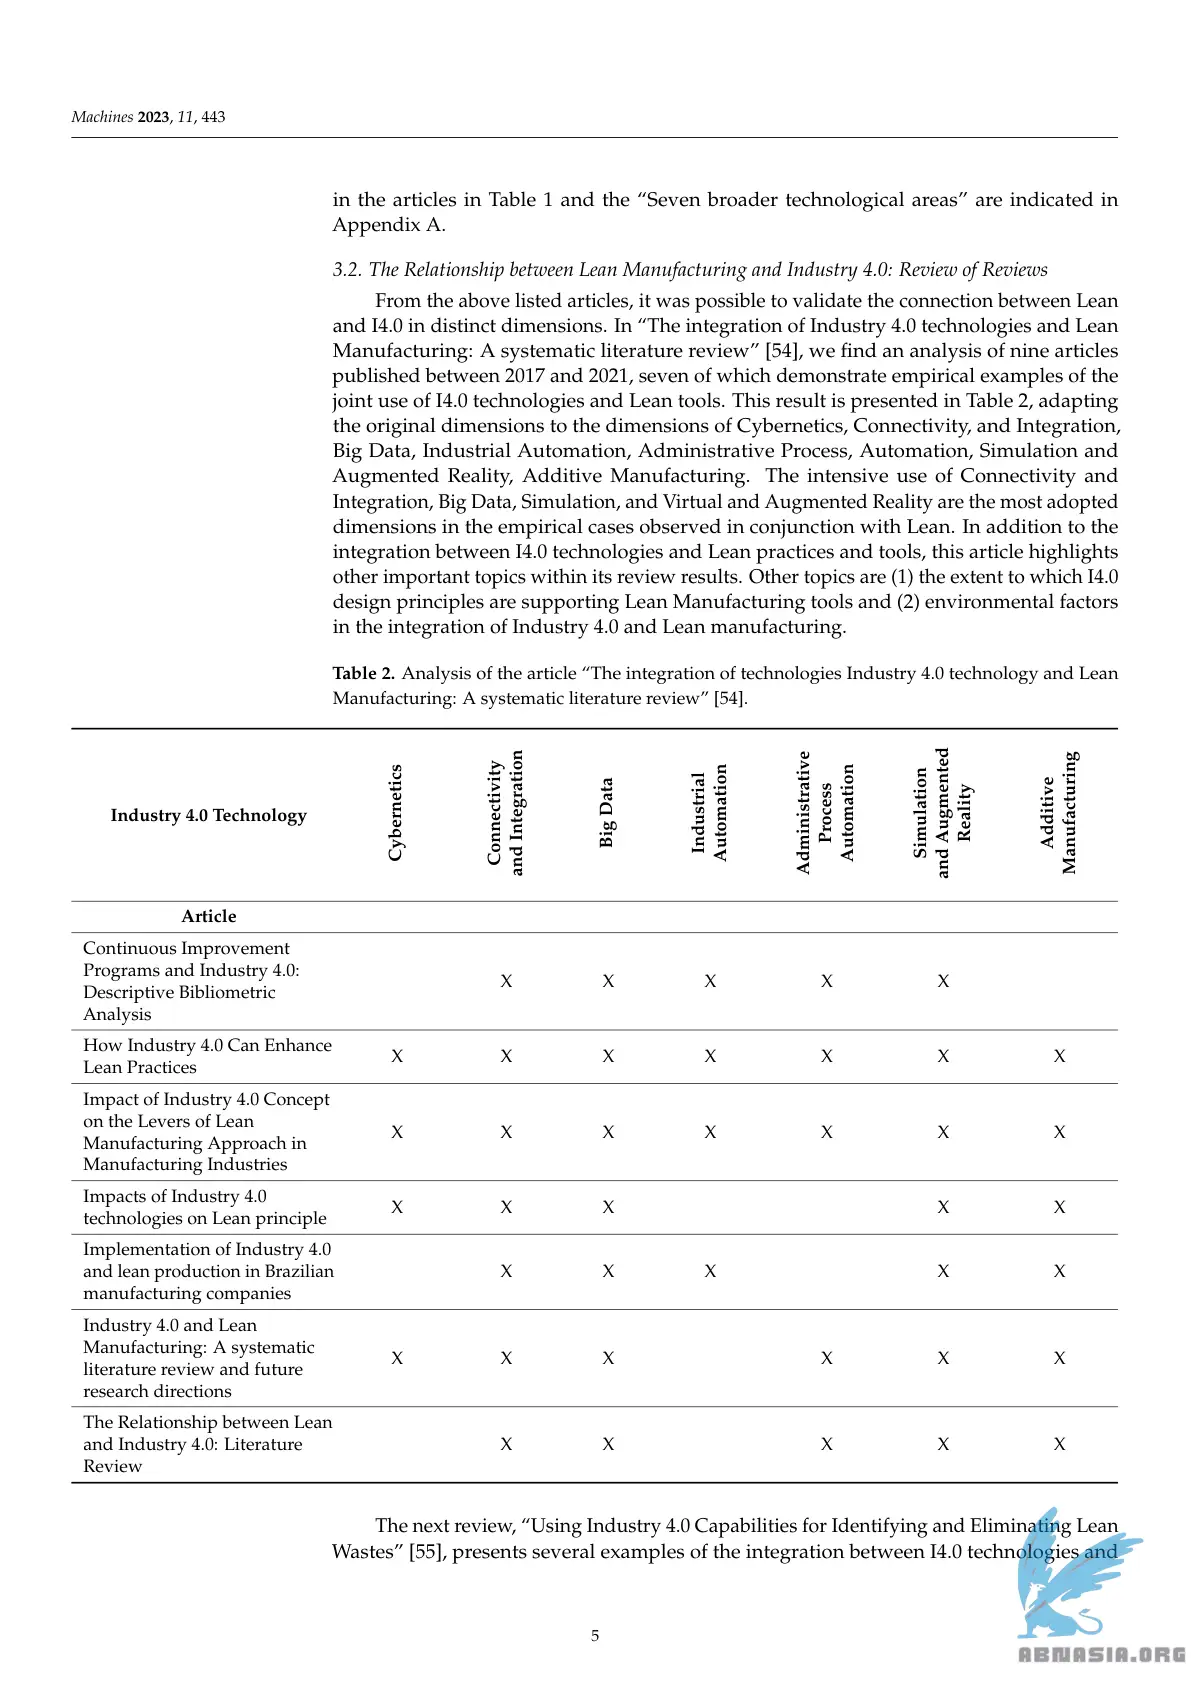 Machines 2023, 11, 443
in the articles in Table 1 and the “Seven broader technological areas” are indicated in
Appendix A.
3.2. The Relationship between Lean Manufacturing and Industry 4.0: Review of Reviews
From the above listed articles, it was possible to validate the connection between Lean
and I4.0 in distinct dimensions. In “The integration of Industry 4.0 technologies and Lean
Manufacturing: A systematic literature review” [54], we find an analysis of nine articles
published between 2017 and 2021, seven of which demonstrate empirical examples of the
joint use of I4.0 technologies and Lean tools. This result is presented in Table 2, adapting
the original dimensions to the dimensions of Cybernetics, Connectivity, and Integration,
Big Data, Industrial Automation, Administrative Process, Automation, Simulation and
Augmented Reality, Additive Manufacturing. The intensive use of Connectivity and
Integration, Big Data, Simulation, and Virtual and Augmented Reality are the most adopted
dimensions in the empirical cases observed in conjunction with Lean. In addition to the
integration between I4.0 technologies and Lean practices and tools, this article highlights
other important topics within its review results. Other topics are (1) the extent to which I4.0
design principles are supporting Lean Manufacturing tools and (2) environmental factors
in the integration of Industry 4.0 and Lean manufacturing.
Table 2. Analysis of the article “The integration of technologies Industry 4.0 technology and Lean
Manufacturing: A systematic literature review” [54].
Industry 4.0 Technology
Cybernetics
Connectivity
and Integration
Big Data
Industrial
Automation
Administrative
Process
Automation
Simulation
and Augmented
Reality
Additive
Manufacturing
Article
Continuous Improvement
Programs and Industry 4.0:
Descriptive Bibliometric
Analysis
X X X X X
How Industry 4.0 Can Enhance
Lean Practices
X X X X X X X
Impact of Industry 4.0 Concept
on the Levers of Lean
Manufacturing Approach in
Manufacturing Industries
X X X X X X X
Impacts of Industry 4.0
technologies on Lean principle
X X X X X
Implementation of Industry 4.0
and lean production in Brazilian
manufacturing companies
X X X X X
Industry 4.0 and Lean
Manufacturing: A systematic
literature review and future
research directions
X X X X X X
The Relationship between Lean
and Industry 4.0: Literature
Review
X X X X X
The next review, “Using Industry 4.0 Capabilities for Identifying and Eliminating Lean
Wastes” [55], presents several examples of the integration between I4.0 technologies and
5
ABNASIA.ORG